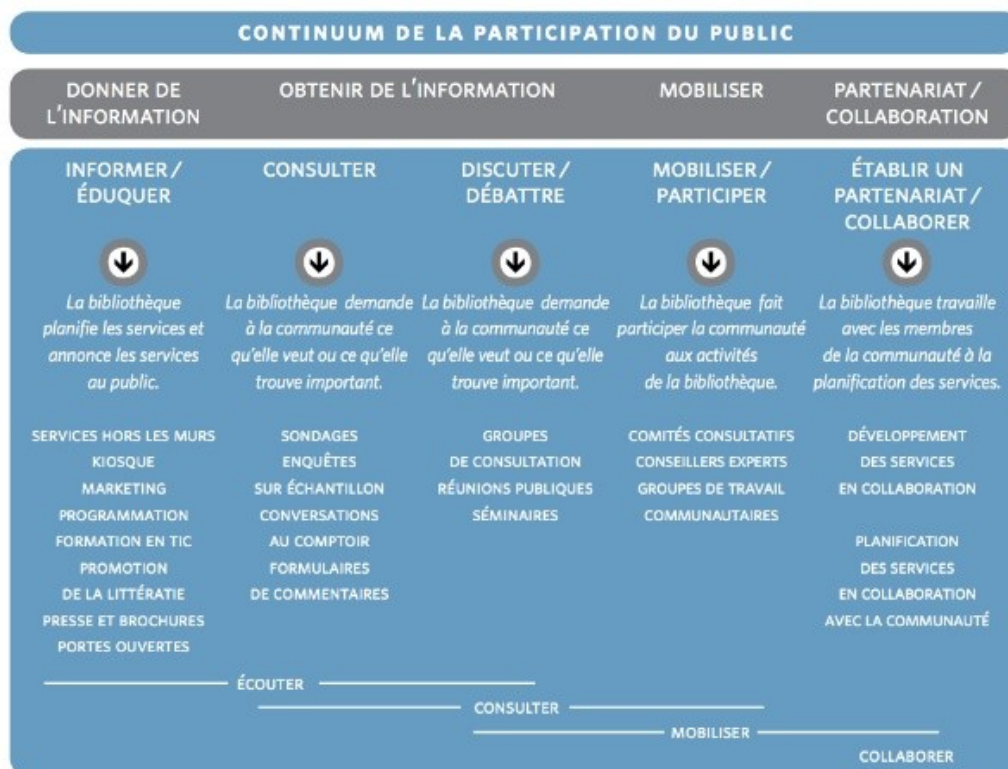 CONTINUUM DE LA PARTICIPATION DU PUBLIC
DONNER DE
L'INFORMATION
OBTENIR DE L'INFORMATION
MOBILISER
PARTENARIAT /
COLLABORATION
INFORMER /
ÉDUQUER
La bibliothèque
planifie les services et
annonce les services
au public.
SERVICES HORS LES MURS
KIOSQUE
MARKETING
PROGRAMMATION
FORMATION EN TIC
PROMOTION
DE LA LITTÉRATIE
PRESSE ET BROCHURES
PORTES OUVERTES
CONSULTER
La bibliothèque demande
à la communauté ce
qu'elle veut ou ce qu'elle
trouve important.
SONDAGES
ENQUÊTES
SUR ÉCHANTILLON
CONVERSATIONS
AU COMPTOIR
FORMULAIRES
DE COMMENTAIRES
DISCUTER /
DÉBATTRE
La bibliothèque demande
à la communauté ce
qu'elle veut ou ce qu'elle
trouve important.
GROUPES
DE CONSULTATION
RÉUNIONS PUBLIQUES
SÉMINAIRES
MOBILISER /
PARTICIPER
La bibliothèque fait
participer la communauté
aux activités
de la bibliothèque.
COMITÉS CONSULTATIFS
CONSEILLERS EXPERTS
GROUPES DE TRAVAIL
COMMUNAUTAIRES
ÉTABLIR UN
PARTENARIAT /
COLLABORER
La bibliothèque travaille
avec les membres
de la communauté à la
planification des services.
DÉVELOPPEMENT
DES SERVICES
EN COLLABORATION
PLANIFICATION
DES SERVICES
EN COLLABORATION
AVEC LA COMMUNAUTÉ
ÉCOUTER
CONSULTER
MOBILISER
COLLABORER